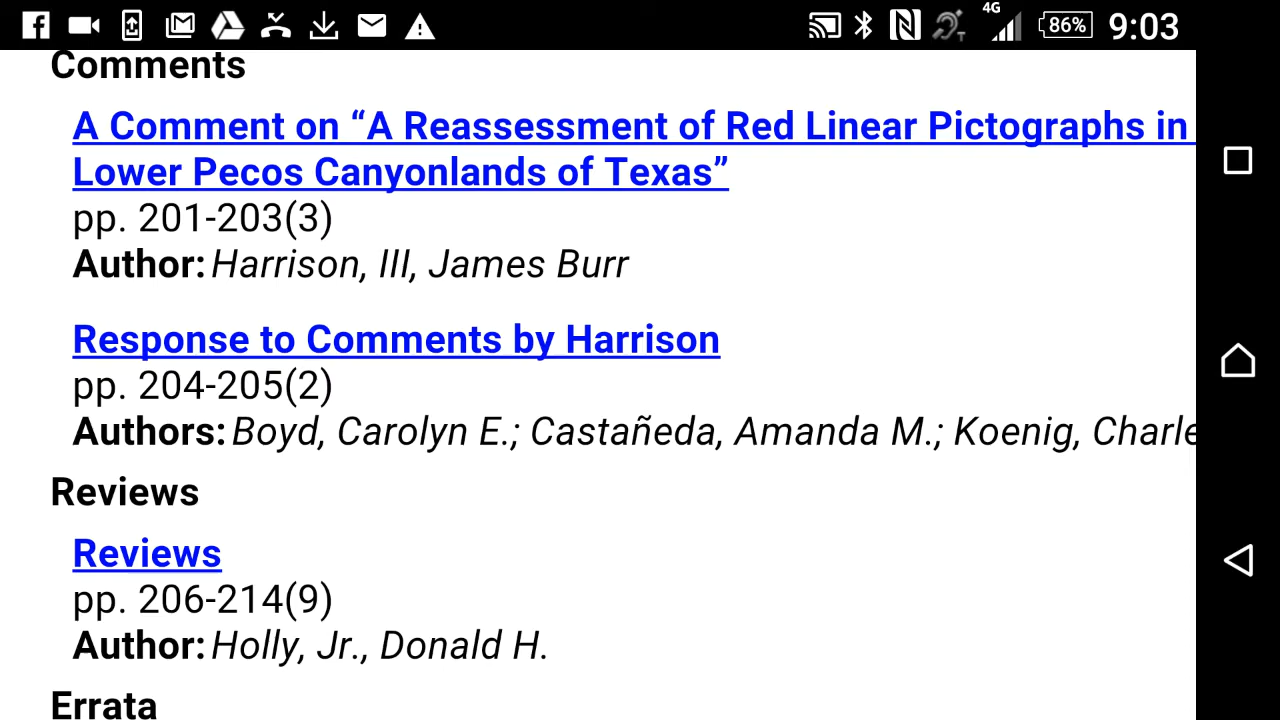 4G
86% 9:03
Comments
A Comment on “A Reassessment of Red Linear Pictographs in
Lower Pecos Canyonlands of Texas”
pp. 201-203(3)
Author: Harrison, III, James Burr
Response to Comments by Harrison
pp. 204-205(2)
Authors: Boyd, Carolyn E.; Castañeda, Amanda M.; Koenig, Charle
Reviews
Reviews
pp. 206-214(9)
Author: Holly, Jr., Donald H.
Errata